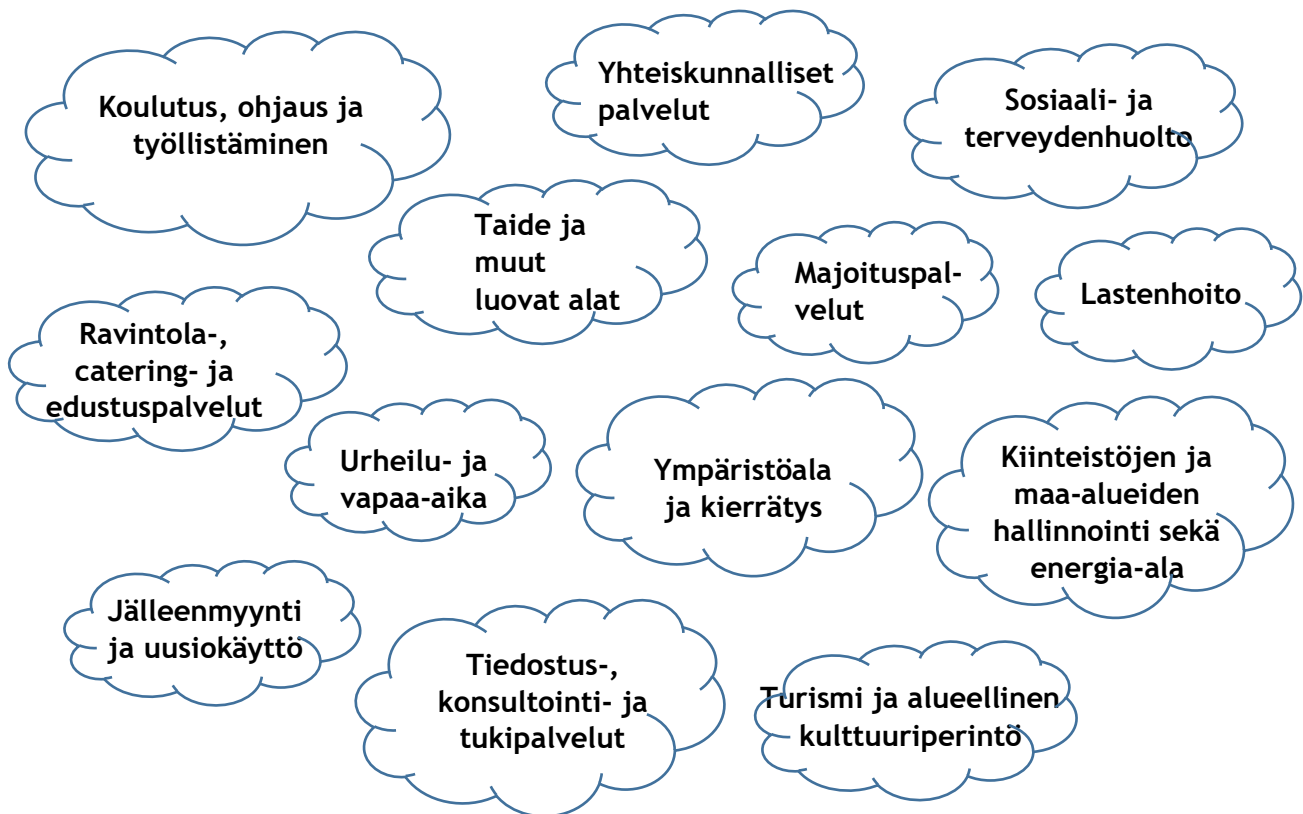 Koulutus, ohjaus ja
työllistäminen
Yhteiskunnalliset
palvelut
Sosiaali- ja
terveydenhuolto
Taide ja
muut
luovat alat
Majoituspal-
velut
Lastenhoito
Ravintola-,
catering- ja
edustuspalvelut
Urheilu- ja
vapaa-aika
Ympäristöala
ja kierrätys
Kiinteistöjen ja
maa-alueiden
hallinnointi sekä
energia-ala
Jälleenmyynti
ja uusiokäyttö
Tiedostus-,
konsultointi- ja
tukipalvelut
Turismi ja alueellinen
kulttuuriperintö